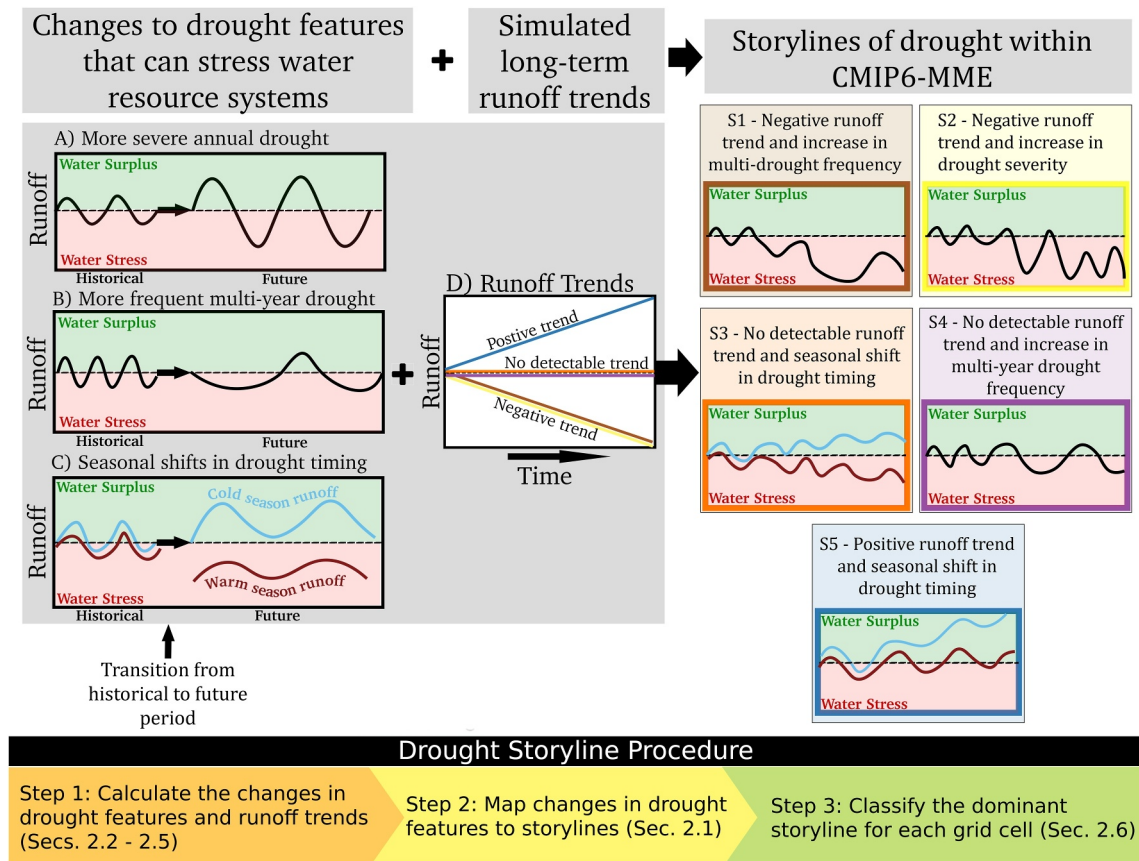 Changes to drought features
that can stress water
resource systems
+
Simulated
long-term
runoff trends
Storylines of drought within
CMIP6-MME
A) More severe annual drought
Water Surplus
Runoff
Water Stress
Historical
Future
B) More frequent multi-year drought
Water Surplus
Runoff
Water Stress
Historical
Future
C) Seasonal shifts in drought timing
Water Surplus
Cold season runoff
Runoff
Warm season runoff
Water Stress
Historical
Future
Transition from
historical to future
period
+
D) Runoff Trends
Runoff
Postive trend
No detectable trend
Negative trend
Time
S1 - Negative runoff
trend and increase in
multi-drought frequency
Water Surplus
Water Stress
S2 - Negative runoff
trend and increase in
drought severity
Water Surplus
Water Stress
S3 - No detectable runoff
trend and seasonal shift
in drought timing
Water Surplus
Water Stress
S4 - No detectable runoff
trend and increase in
multi-year drought
frequency
Water Surplus
Water Stress
S5 - Positive runoff trend
and seasonal shift in
drought timing
Water Surplus
Water Stress
Drought Storyline Procedure
Step 1: Calculate the changes in
drought features and runoff trends
(Secs. 2.2 - 2.5)
Step 2: Map changes in drought
features to storylines (Sec. 2.1)
Step 3: Classify the dominant
storyline for each grid cell (Sec. 2.6)